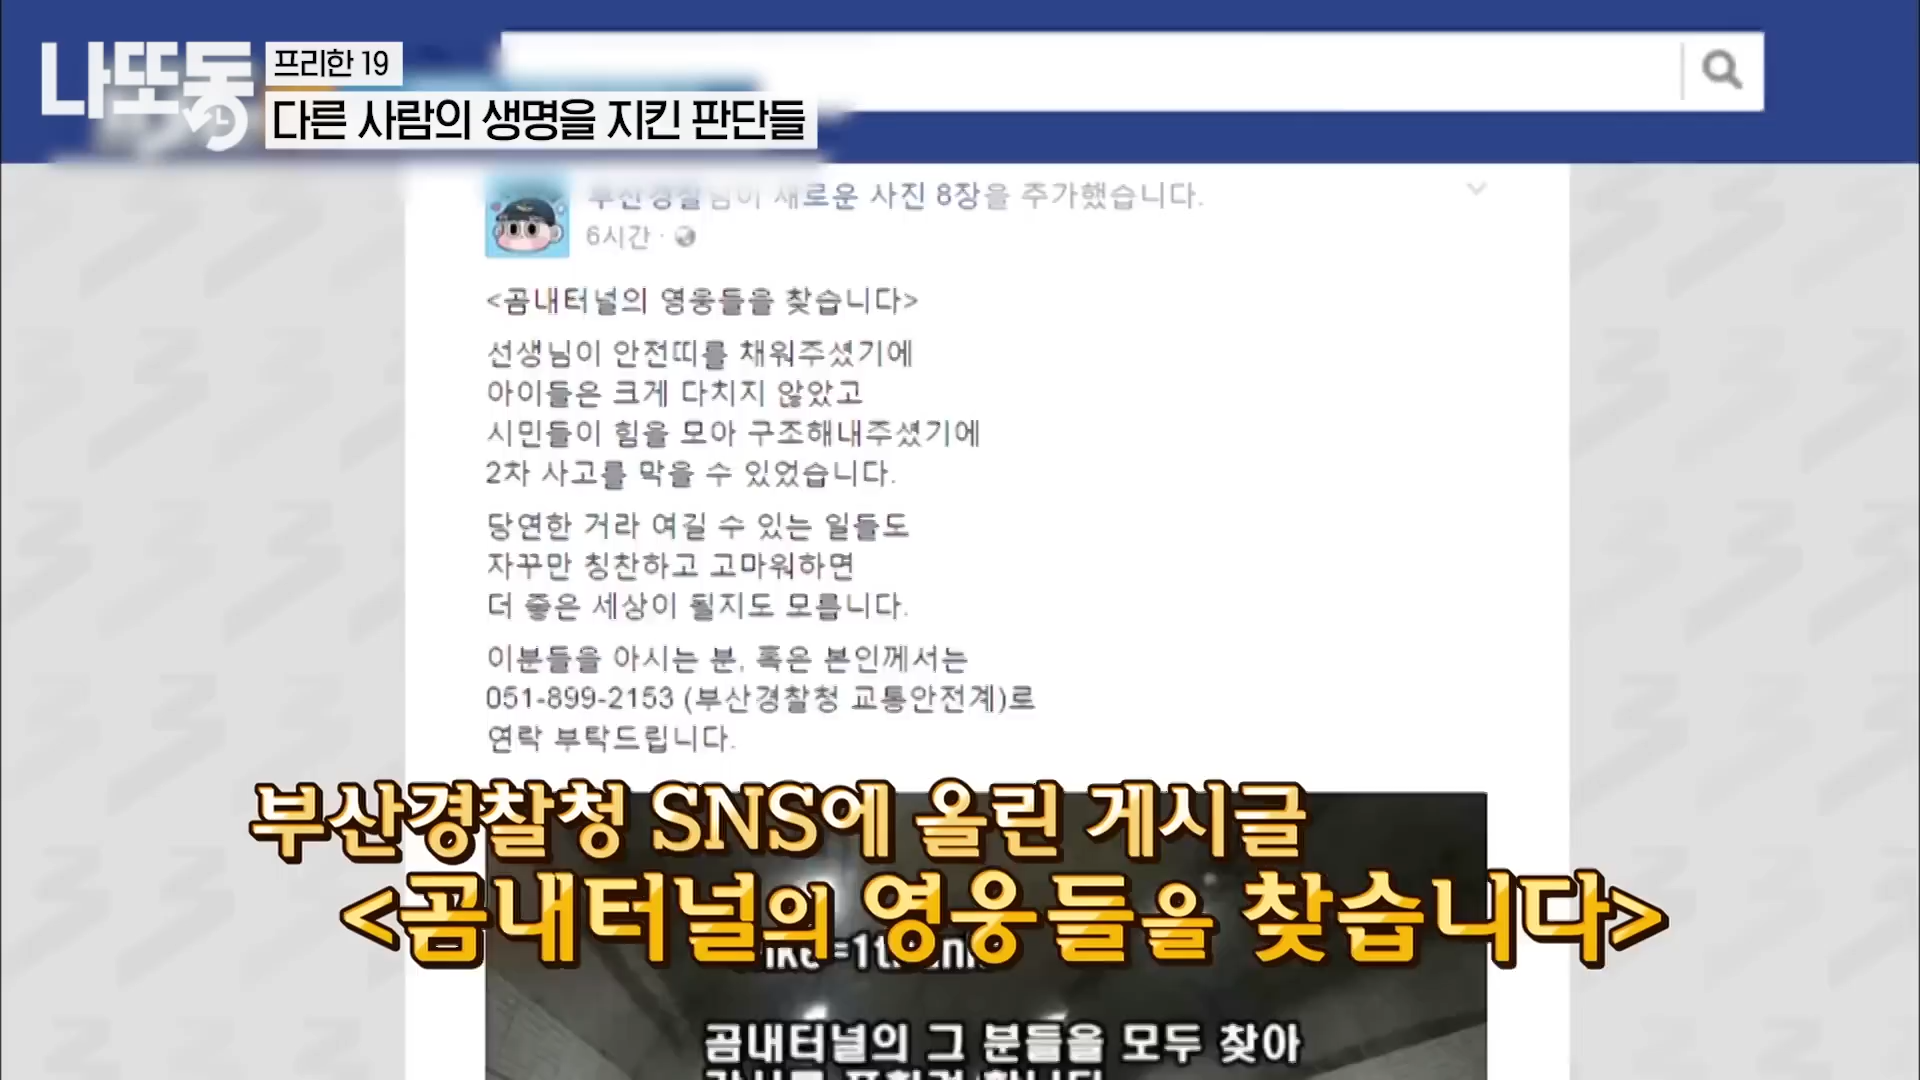 나또동
프리한 19
다른 사람의 생명을 지킨 판단들
부산경찰님이 새로운 사진 8장을 추가했습니다.
6시간 ·
<곰내터널의 영웅들을 찾습니다>
선생님이 안전띠를 채워주셨기에
아이들은 크게 다치지 않았고
시민들이 힘을 모아 구조해내주셨기에
2차 사고를 막을 수 있었습니다.
당연한 거라 여길 수 있는 일들도
자꾸만 칭찬하고 고마워하면
더 좋은 세상이 될지도 모릅니다.
이분들을 아시는 분, 혹은 본인께서는
051-899-2153 (부산경찰청 교통안전계)로
연락 부탁드립니다.
부산경찰청 SNS에 올린 게시글
<곰내터널의 영웅들을 찾습니다>
곰내터널의 그 분들을 모두 찾아